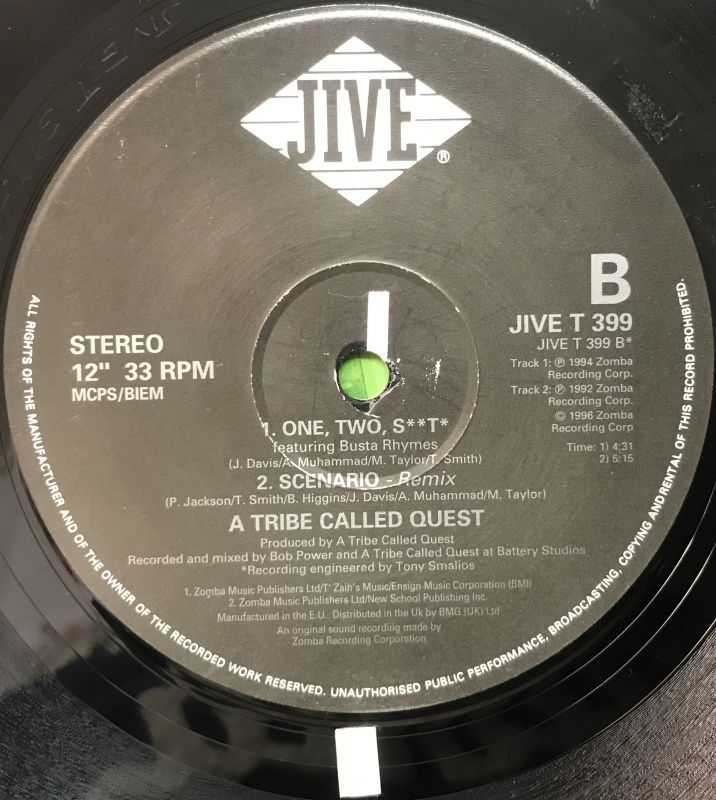 JIVE®
B
JIVE T 399
JIVE T 399 B*
Track 1: ℗ 1994 Zomba
Recording Corp.
Track 2: ℗ 1992 Zomba
Recording Corp.
© 1996 Zomba
Recording Corp
Time: 1) 4:31
2) 5:15
STEREO
12" 33 RPM
MCPS/BIEM
1. ONE, TWO, S**T*
featuring Busta Rhymes
(J. Davis/A. Muhammad/M. Taylor/T. Smith)
2. SCENARIO - Remix
(P. Jackson/T. Smith/B. Higgins/J. Davis/A. Muhammad/M. Taylor)
A TRIBE CALLED QUEST
Produced by A Tribe Called Quest
Recorded and mixed by Bob Power and A Tribe Called Quest at Battery Studios
*Recording engineered by Tony Smalios
1. Zomba Music Publishers Ltd/T' Zaih's Music/Ensign Music Corporation (BMI)
2. Zomba Music Publishers Ltd/New School Publishing Inc.
Manufactured in the E.U. Distributed in the Uk by BMG (UK) Ltd
An original sound recording made by
Zomba Recording Corporation
ALL RIGHTS OF THE MANUFACTURER AND OF THE OWNER OF THE RECORDED WORK RESERVED. UNAUTHORISED PUBLIC PERFORMANCE, BROADCASTING, COPYING ANDRENTAL OF THIS RECORD PROHIBITED.